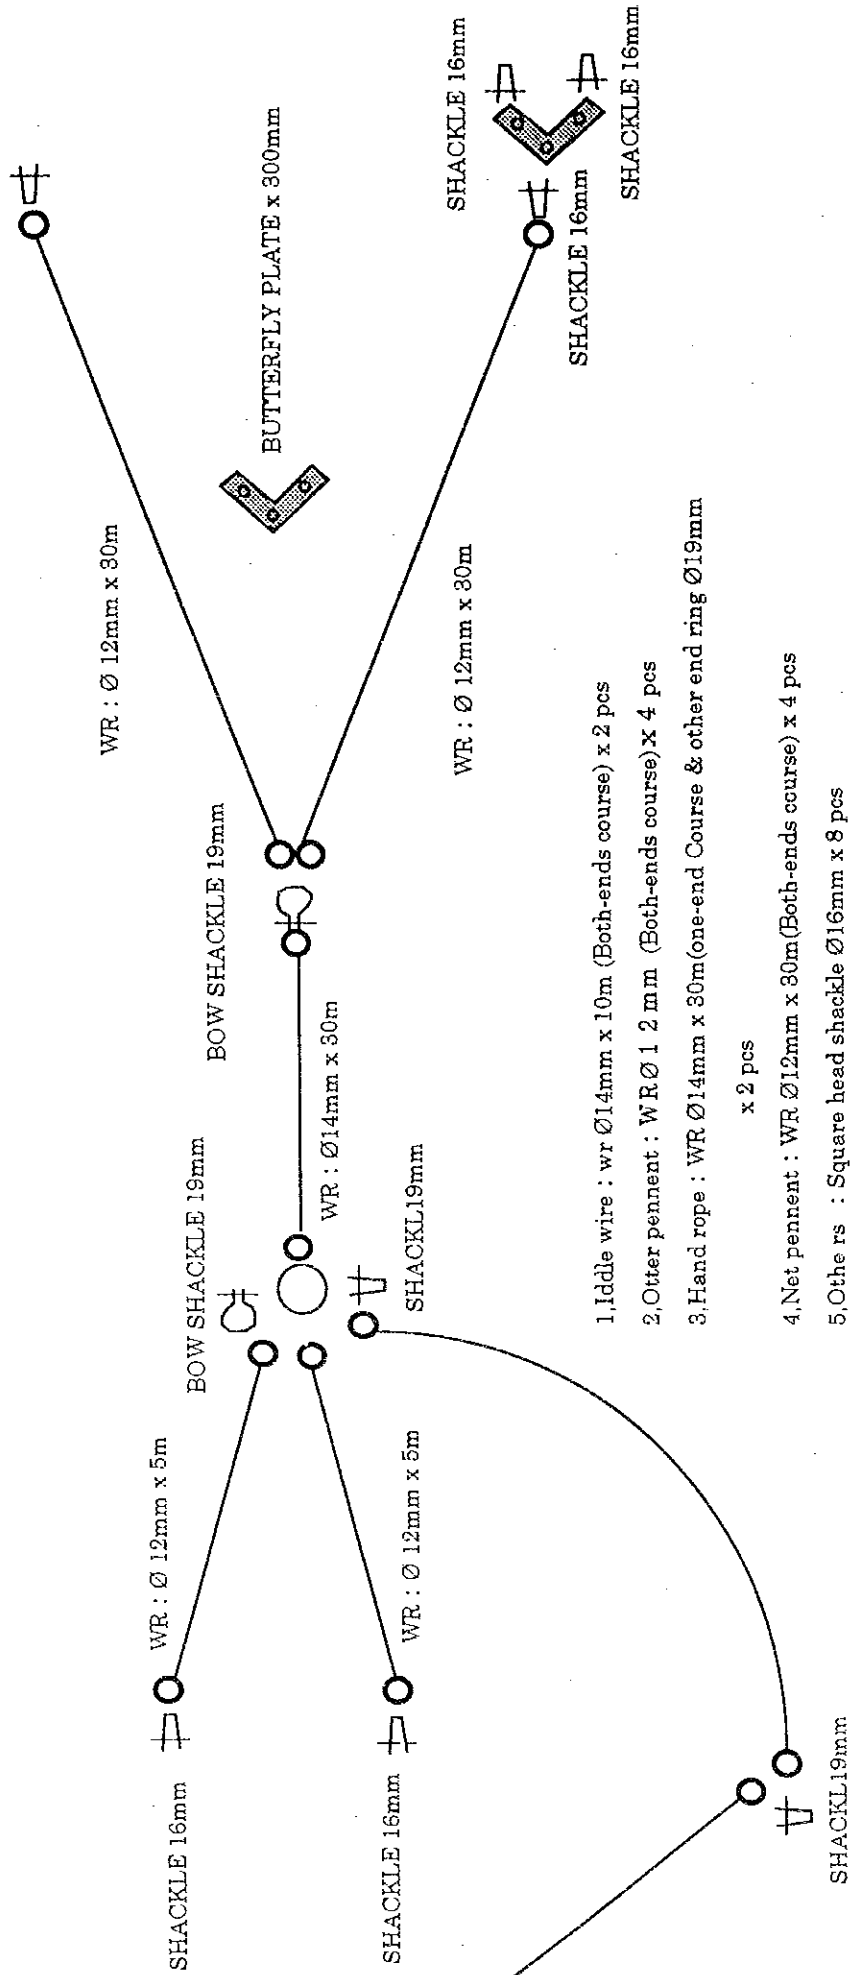 WR : Ø 12mm x 30m
WR : Ø 12mm x 5m
SHACKLE 16mm
BOW SHACKLE 19mm
BOW SHACKLE 19mm
BUTTERFLY PLATE x 300mm
WR : Ø14mm x 30m
SHACKLE 16mm
WR : Ø 12mm x 5m
SHACKL19mm
WR : Ø 12mm x 30m
SHACKLE 16mm
SHACKLE 16mm
SHACKLE 16mm
1,Iddle wire : wr Ø14mm x 10m (Both-ends course) x 2 pcs
2,Otter pennent : WR Ø 1 2 mm (Both-ends course) x 4 pcs
3,Hand rope : WR Ø14mm x 30m(one-end Course & other end ring Ø19mm
x 2 pcs
4,Net pennent : WR Ø12mm x 30m(Both-ends course) x 4 pcs
5,Othe rs : Square head shackle Ø16mm x 8 pcs
SHACKL19mm